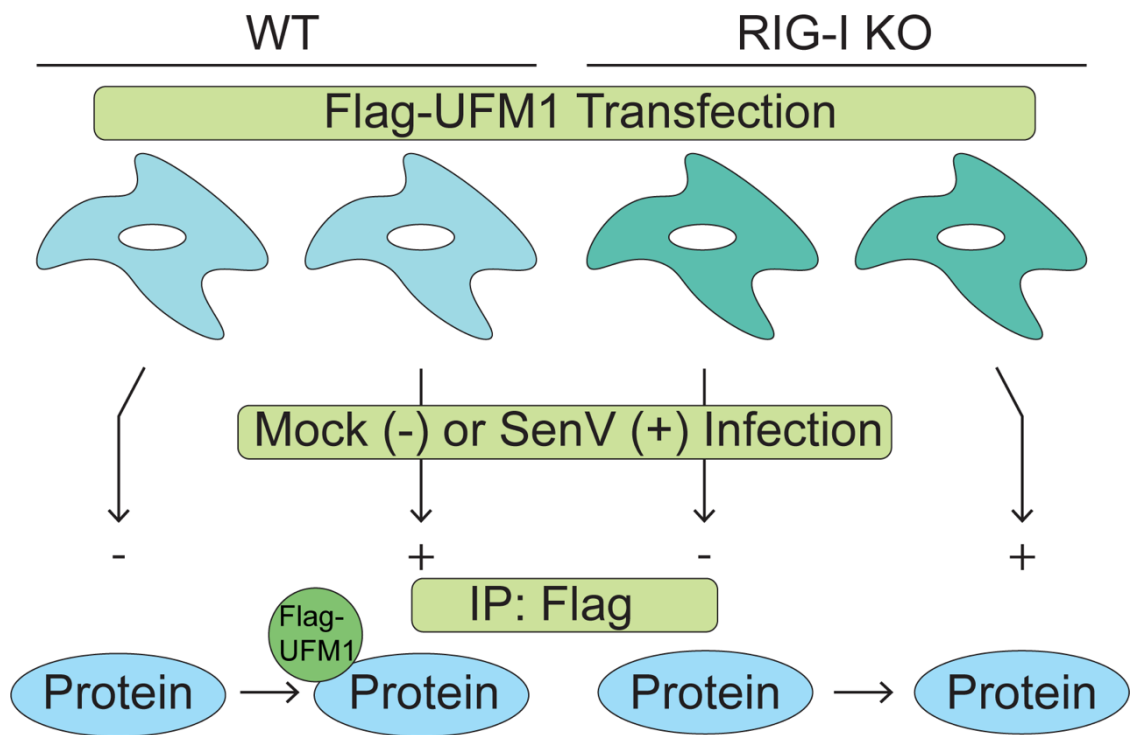 WT
RIG-I KO
Flag-UFM1 Transfection
Mock (-) or SenV (+) Infection
- + - +
IP: Flag
Flag-
UFM1
Protein Protein Protein Protein